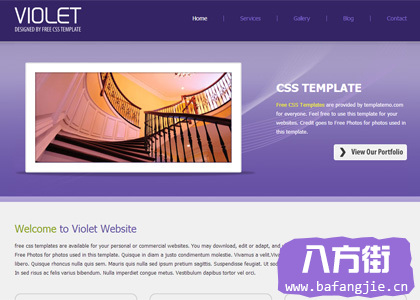 VIOLET
DESIGNED BY FREE CSS TEMPLATE
Home
Services
Gallery
Blog
Contact
CSS TEMPLATE
Free CSS Templates are provided by templatemo.com
for everyone. Feel free to use this template for your
websites. Credit goes to Free Photos for photos used in
this template.
View Our Portfolio
Welcome to Violet Website
free css templates are available for your personal or commercial websites. You may download, edit or adapt, and
Free Photos for photos used in this template. Quisque in diam a justo condimentum molestie. Vivamus a velit.
libero. Quisque rhoncus nulla quis sem. Mauris quis nulla sed ipsum pretium sagittis. Suspendisse feugiat. Ut sed
In sed risus ac felis varius bibendum. Nulla imperdiet congue metus. Vestibulum dapibus tortor vel orci.
八方街
www.bafangjie.cn